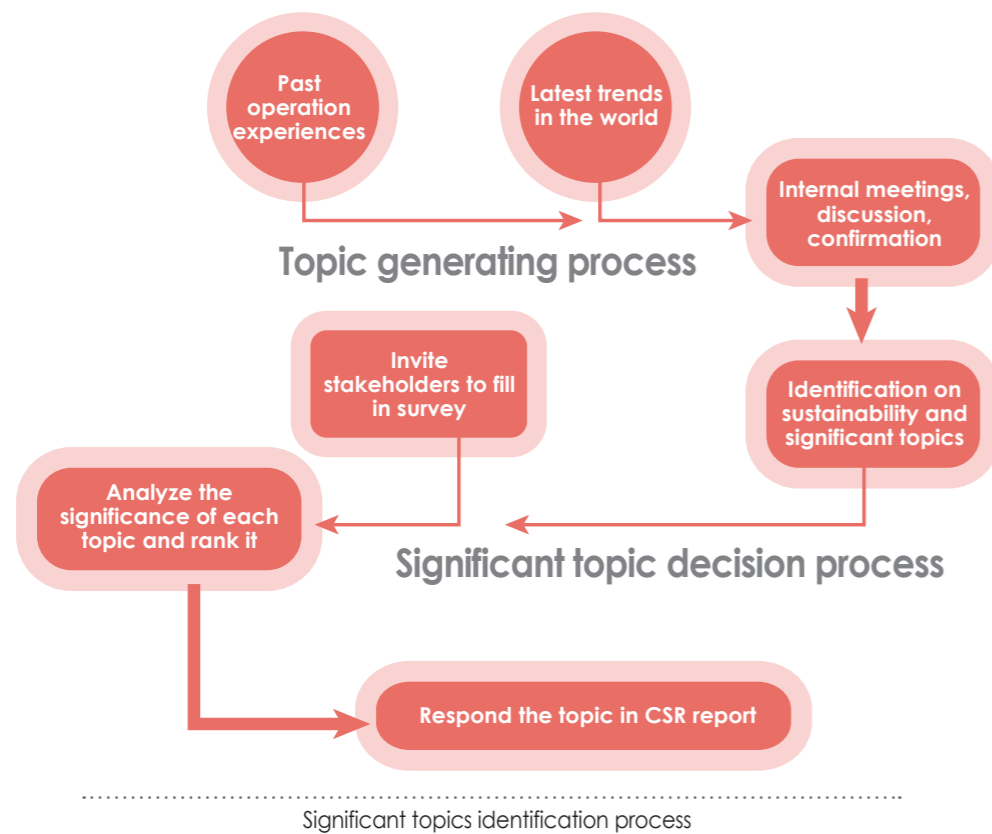 Past
operation
experiences
Latest trends
in the world
Internal meetings,
discussion,
confirmation
Topic generating process
Invite
stakeholders to fill
in survey
Identification on
sustainability and
significant topics
Analyze the
significance of each
topic and rank it
Significant topic decision process
Respond the topic in CSR report
Significant topics identification process